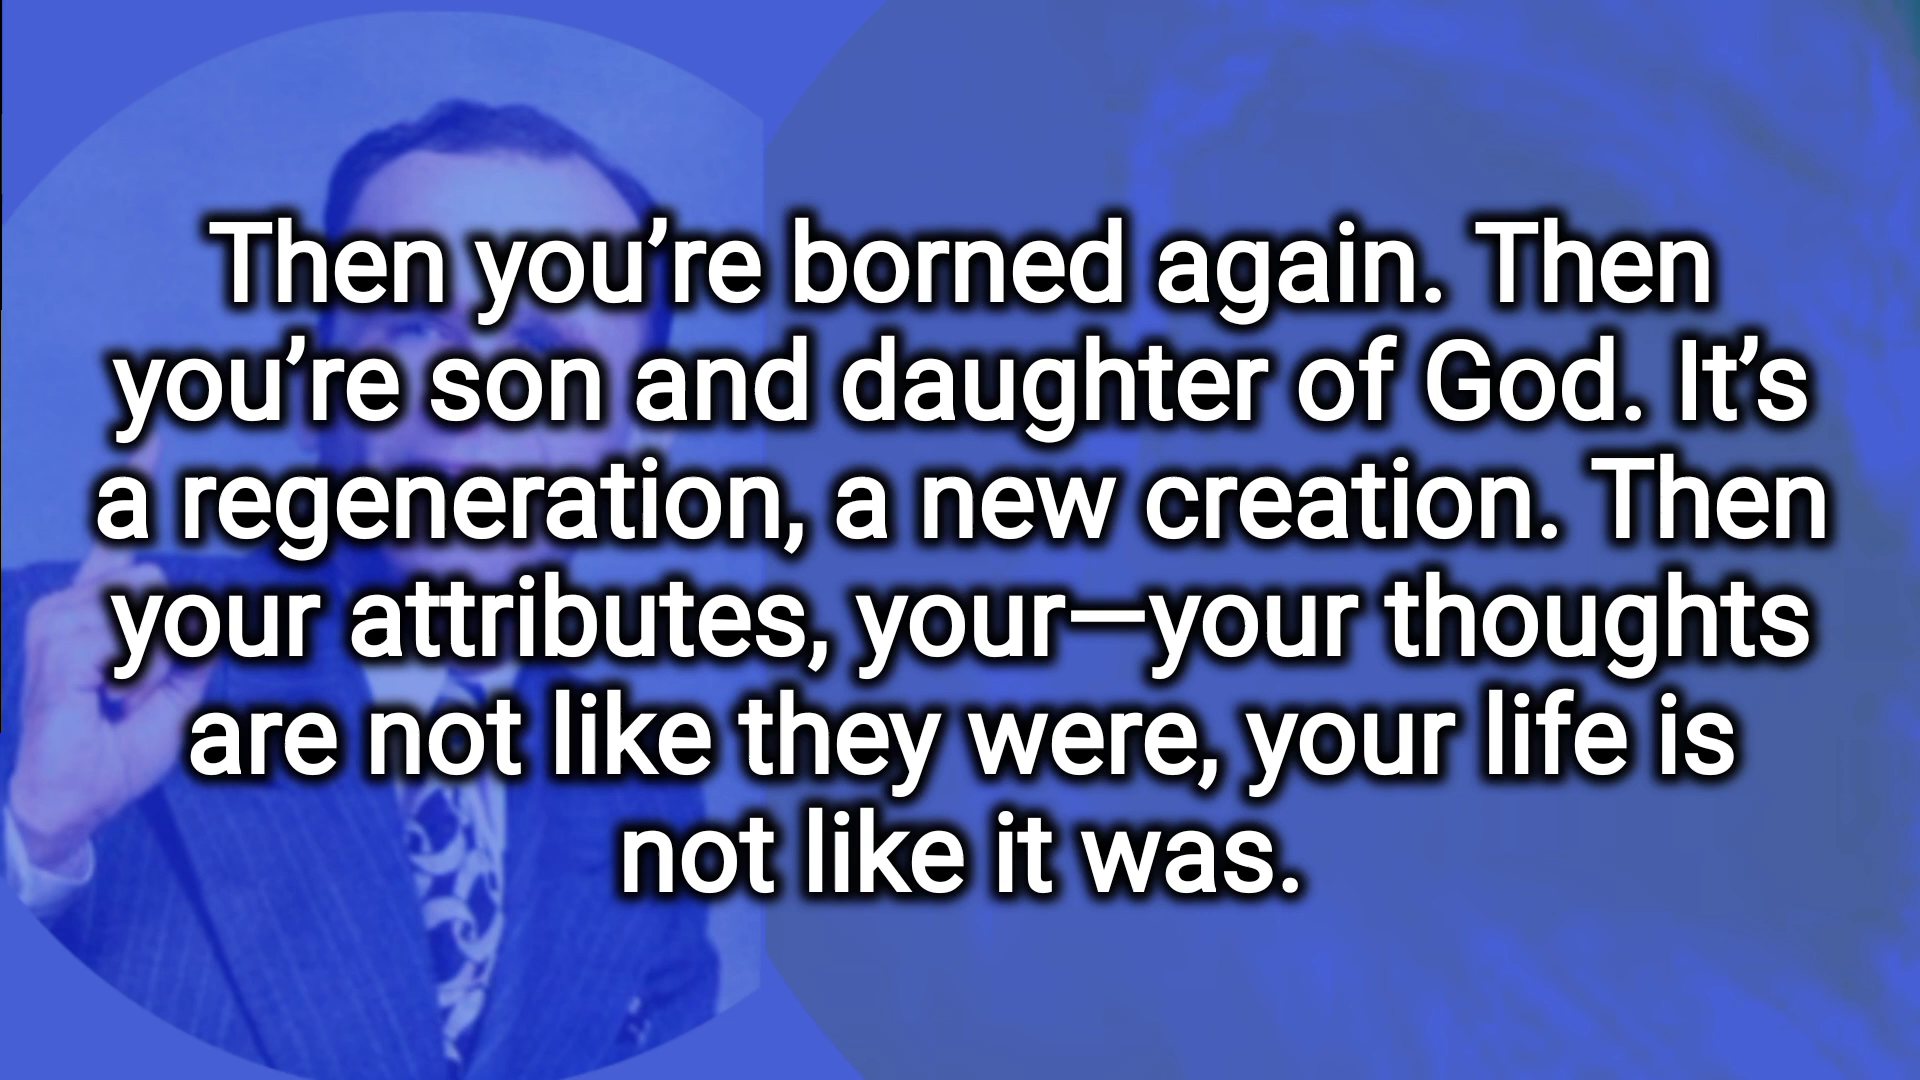 Then you’re borned again. Then
you’re son and daughter of God. It’s
a regeneration, a new creation. Then
your attributes, your—your thoughts
are not like they were, your life is
not like it was.